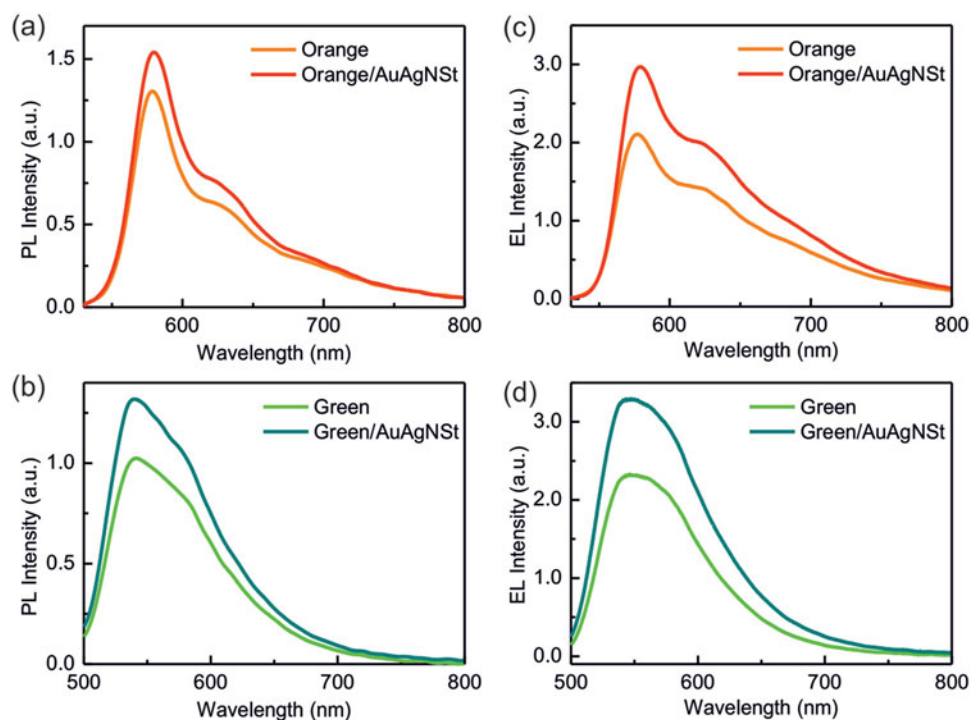 (a)
Orange
Orange/AuAgNSt
1.5
1.0
0.5
0.0
PL Intensity (a.u.)
600
700
800
Wavelength (nm)
(c)
Orange
Orange/AuAgNSt
3.0
2.0
1.0
0.0
EL Intensity (a.u.)
600
700
800
Wavelength (nm)
(b)
Green
Green/AuAgNSt
1.0
0.5
0.0
PL Intensity (a.u.)
500
600
700
800
Wavelength (nm)
(d)
Green
Green/AuAgNSt
3.0
2.0
1.0
0.0
EL Intensity (a.u.)
500
600
700
800
Wavelength (nm)